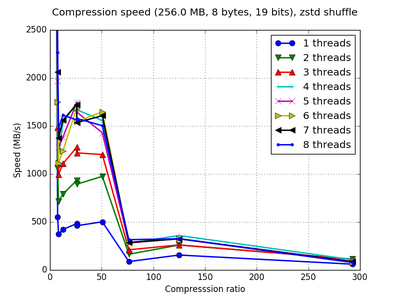 Compression speed (256.0 MB, 8 bytes, 19 bits), zstd shuffle
2500
2000
1500
1000
500
0
Speed (MB/s)
1 threads
2 threads
3 threads
4 threads
5 threads
6 threads
7 threads
8 threads
0 50 100 150 200 250 300
Compresssion ratio